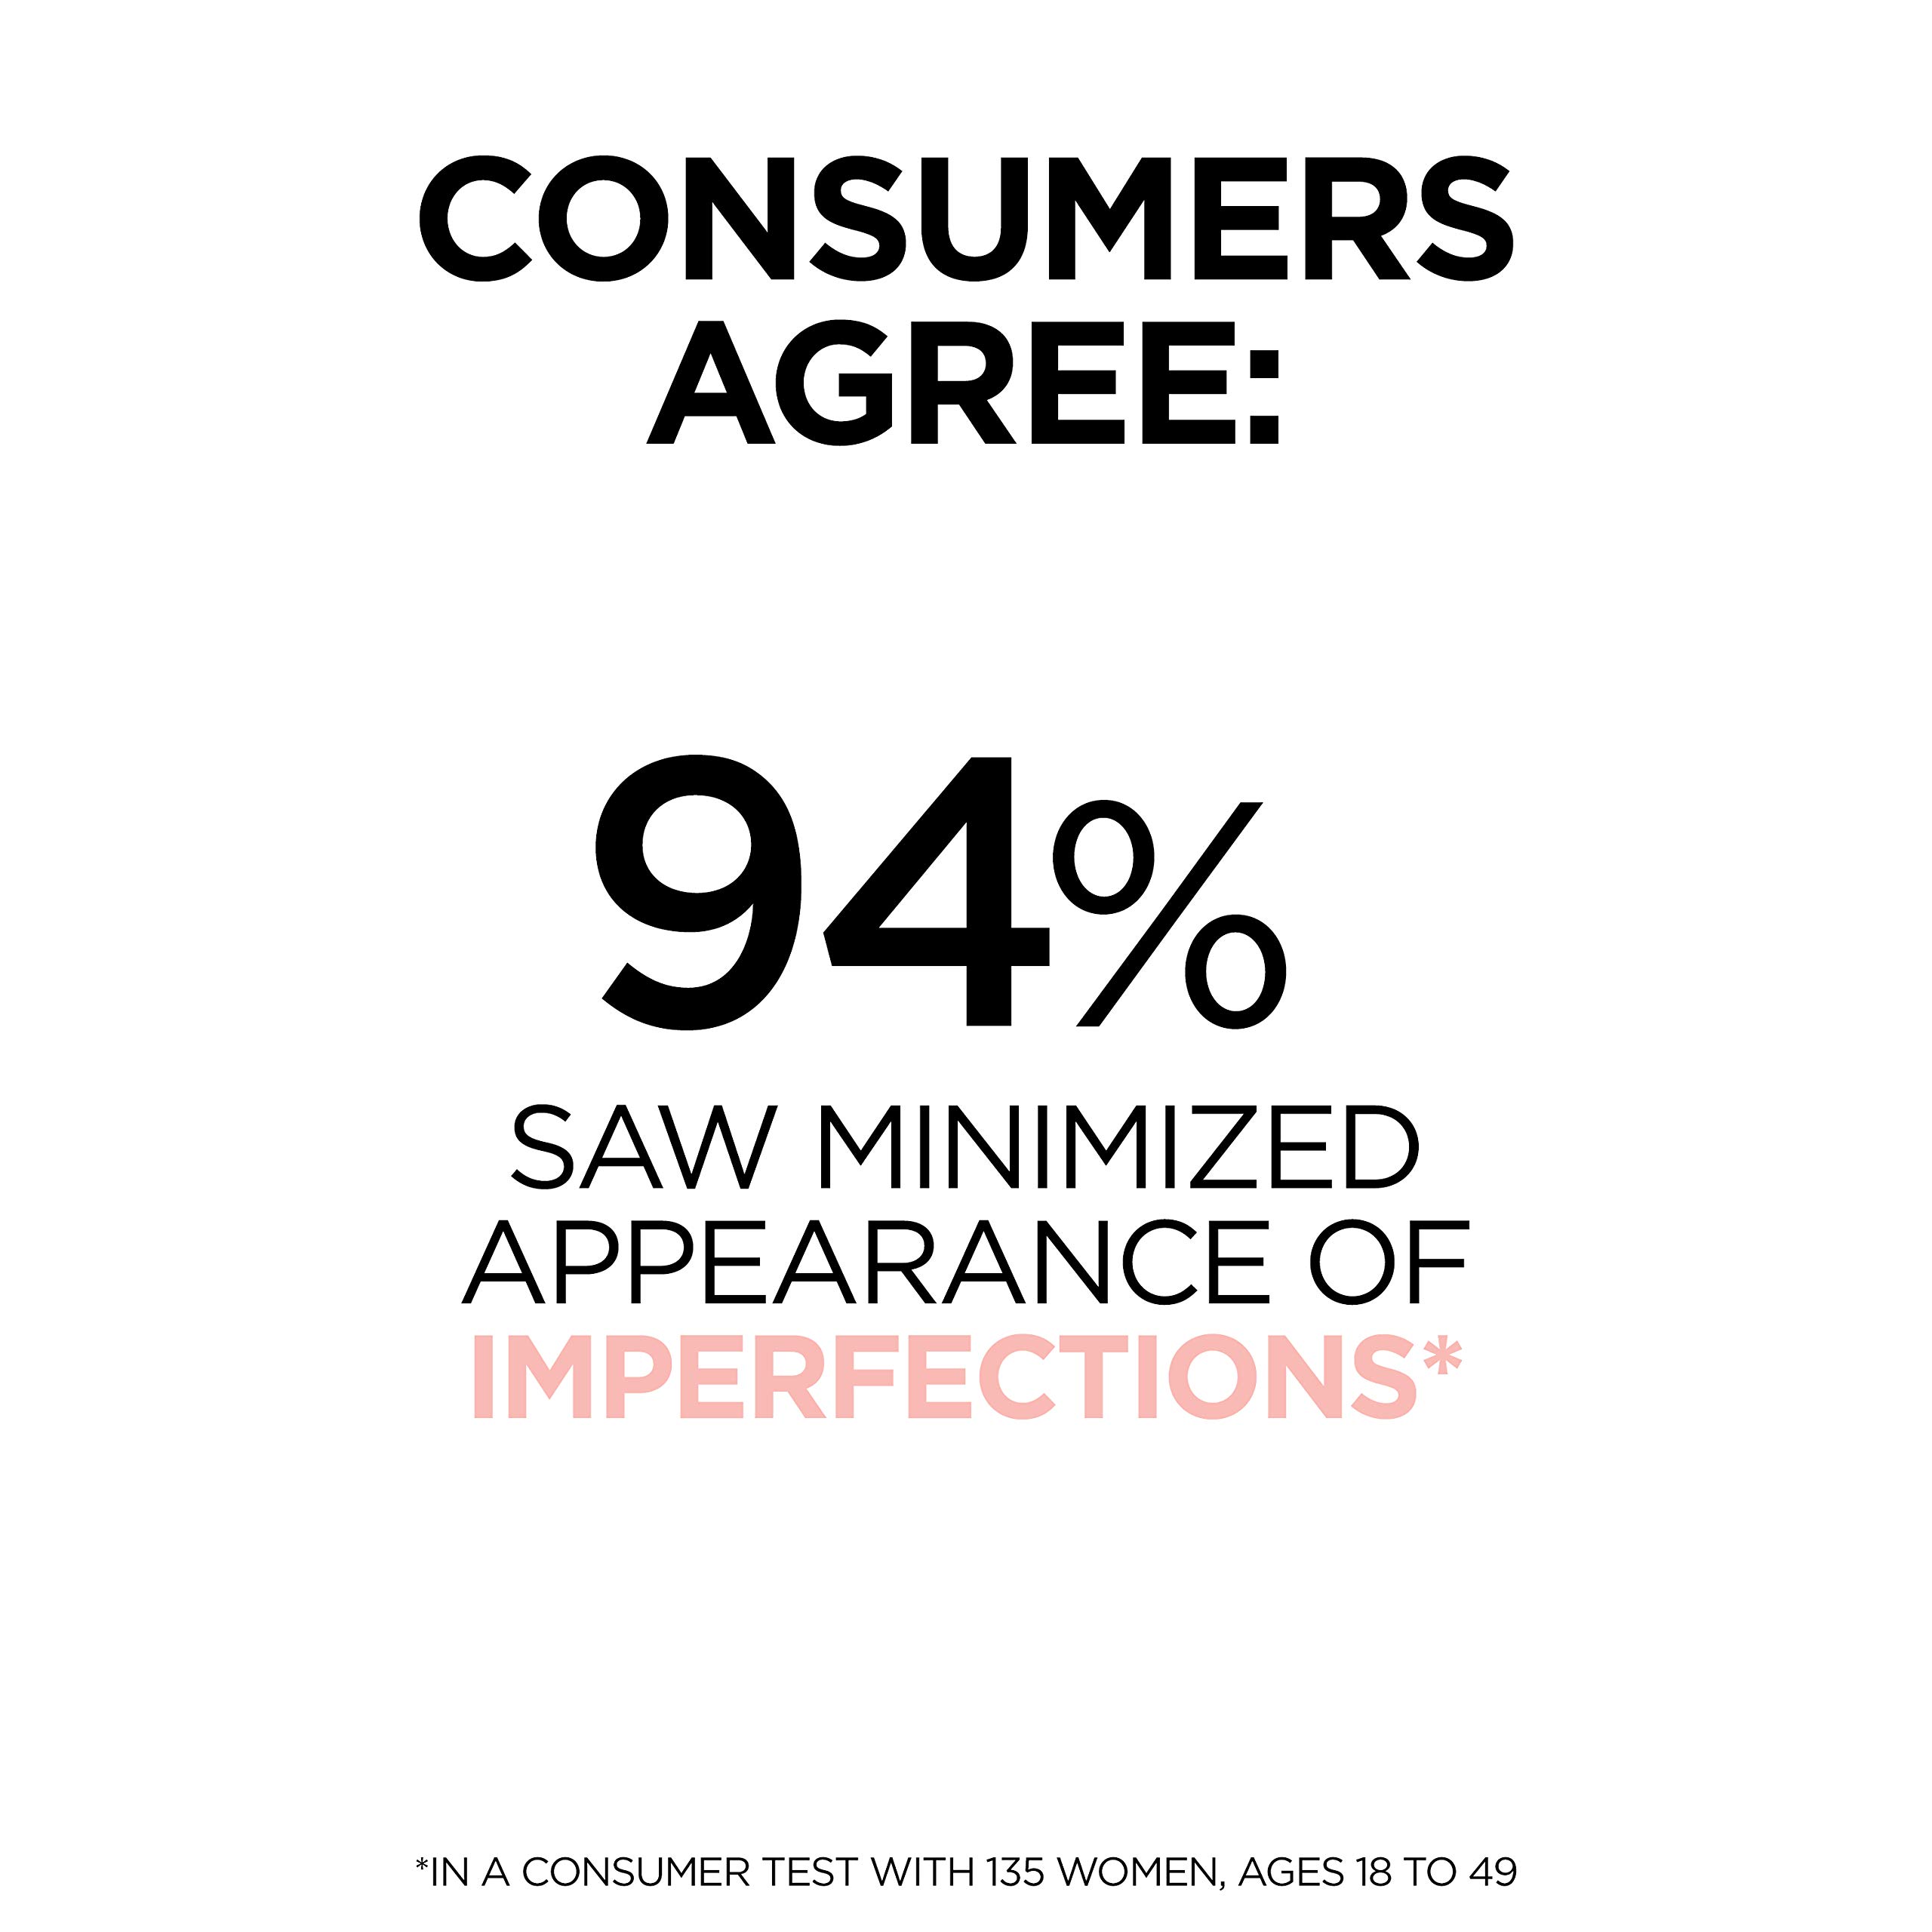 CONSUMERS
AGREE:
94%
SAW MINIMIZED
APPEARANCE OF
IMPERFECTIONS*
*IN A CONSUMER TEST WITH 135 WOMEN, AGES 18 TO 49